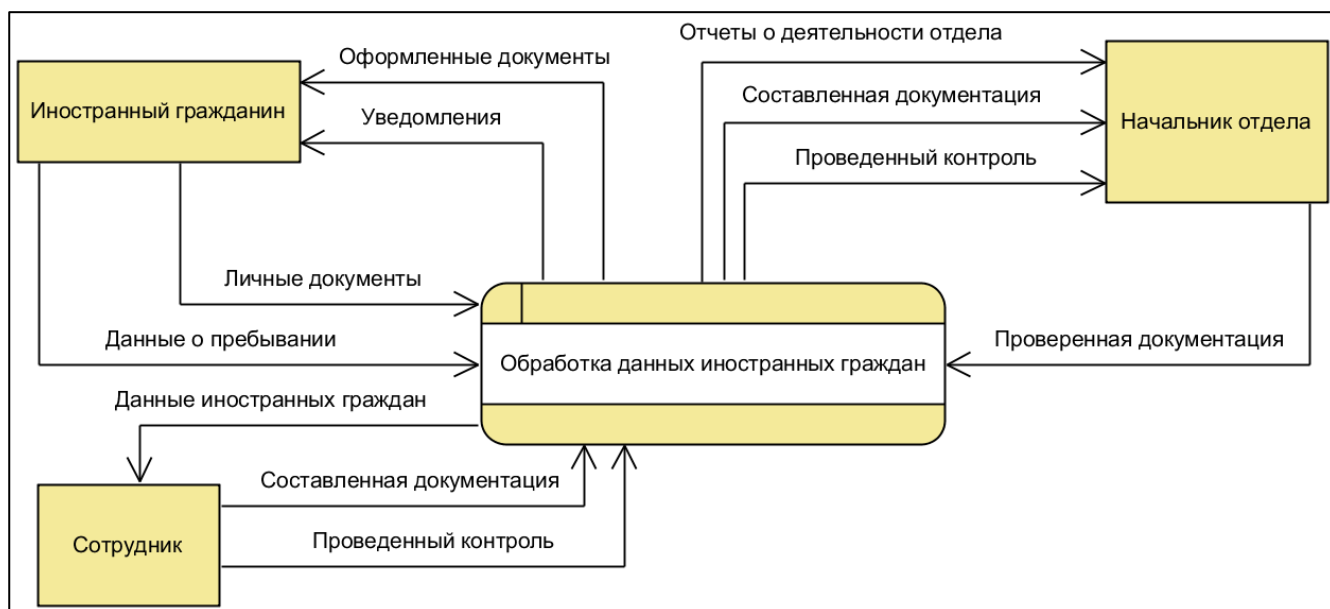 Отчеты о деятельности отдела
Оформленные документы
Составленная документация
Иностранный гражданин
Уведомления
Начальник отдела
Проведенный контроль
Личные документы
Данные о пребывании
Обработка данных иностранных граждан
Проверенная документация
Данные иностранных граждан
Составленная документация
Сотрудник
Проведенный контроль